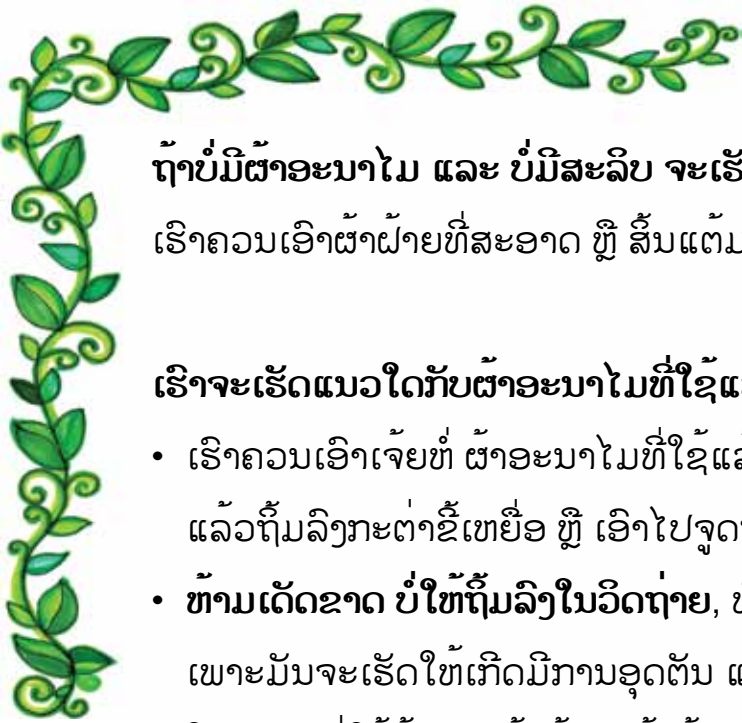 ຖ້າບໍ່ມີຜ້າອະນາໄມ ແລະ ບໍ່ມີສະລິບ ຈະເຮັ
ເຮົາຄວນເອົາຜ້າຝ້າຍທີ່ສະອາດ ຫຼື ສິ້ນແຕ້ມ
ເຮົາຈະເຮັດແນວໃດກັບຜ້າອະນາໄມທີ່ໃຊ້ແ
• ເຮົາຄວນເອົາເຈ້ຍຫໍ່ ຜ້າອະນາໄມທີ່ໃຊ້ແລ້
ແລ້ວຖິ້ມລົງກະຕ່າຂີ້ເຫຍື່ອ ຫຼື ເອົາໄປຈູດ
• ຫ້າມເດັດຂາດ ບໍ່ໃຫ້ຖິ້ມລົງໃນວິດຖ່າຍ,
ເພາະມັນຈະເຮັດໃຫ້ເກີດມີການອຸດຕັນ ແ